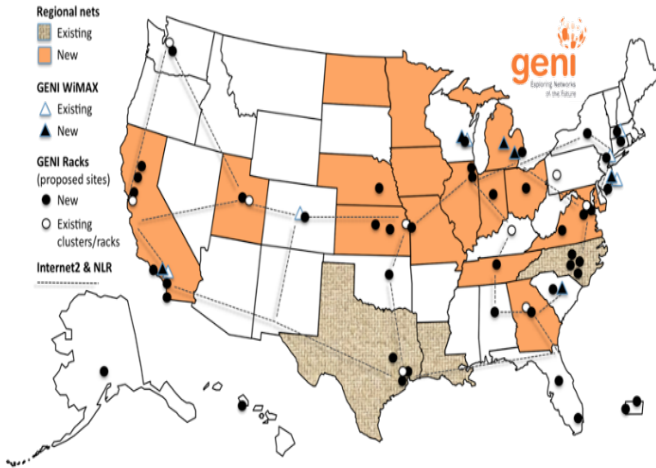 Regional nets
Existing
New
GENI WiMAX
Existing
New
GENI Racks
(proposed sites)
New
Existing
clusters/racks
Internet2 & NLR
geni
Exploring Networks
of the Future